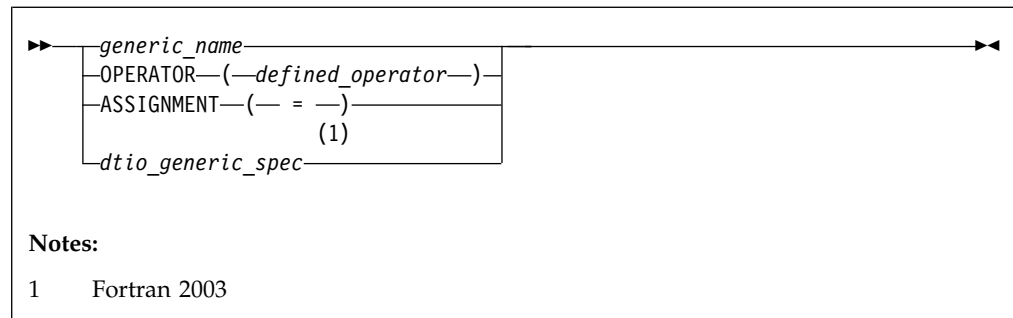 generic_name
OPERATOR ( defined_operator )
ASSIGNMENT ( = )
(1)
dtio_generic_spec
Notes:
1 Fortran 2003